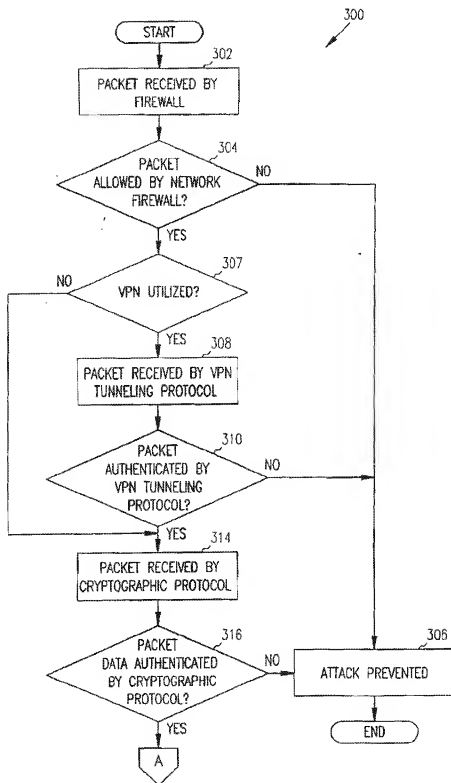 300
START
302
PACKET RECEIVED BY
FIREWALL
304
PACKET
ALLOWED BY NETWORK
FIREWALL?
NO
YES
307
NO
VPN UTILIZED?
YES
308
PACKET RECEIVED BY VPN
TUNNELING PROTOCOL
310
PACKET
AUTHENTICATED BY
VPN TUNNELING
PROTOCOL?
NO
YES
314
PACKET RECEIVED BY
CRYPTOGRAPHIC PROTOCOL
316
PACKET
DATA AUTHENTICATED
BY CRYPTOGRAPHIC
PROTOCOL?
NO
306
ATTACK PREVENTED
YES
END
A